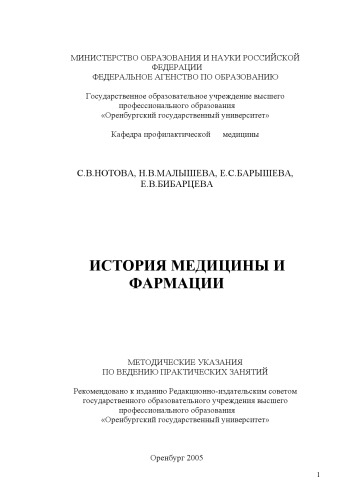 МИНИСТЕРСТВО ОБРАЗОВАНИЯ И НАУКИ РОССИЙСКОЙ
ФЕДЕРАЦИИ
ФЕДЕРАЛЬНОЕ АГЕНСТВО ПО ОБРАЗОВАНИЮ
Государственное образовательное учреждение высшего
профессионального образования
«Оренбургский государственный университет»
Кафедра профилактической медицины
С.В.НОТОВА, Н.В.МАЛЫШЕВА, Е.С.БАРЫШЕВА,
Е.В.БИБАРЦЕВА
ИСТОРИЯ МЕДИЦИНЫ И
ФАРМАЦИИ
МЕТОДИЧЕСКИЕ УКАЗАНИЯ
ПО ВЕДЕНИЮ ПРАКТИЧЕСКИХ ЗАНЯТИЙ
Рекомендовано к изданию Редакционно-издательским советом
государственного образовательного учреждения высшего
профессионального образования
«Оренбургский государственный университет»
Оренбург 2005
1